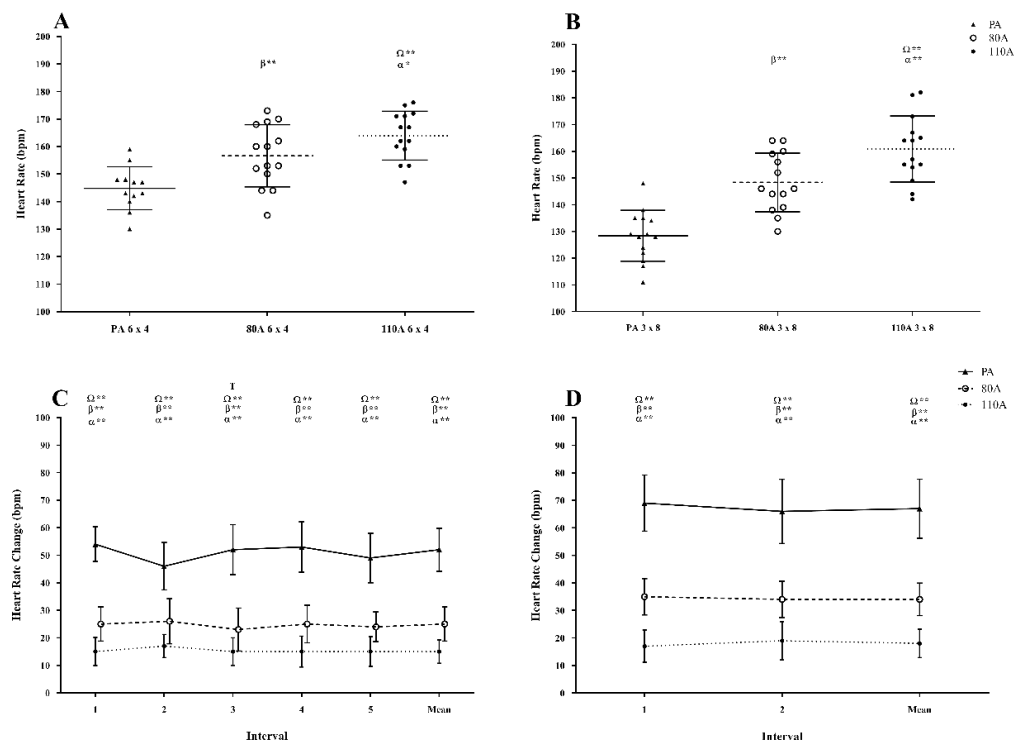 A
200
190
180
170
160
150
140
130
120
110
100
Heart Rate (bpm)
β**
Ω**
α*
PA 6 x 4
80A 6 x 4
110A 6 x 4
B
PA
80A
110A
200
190
180
170
160
150
140
130
120
110
100
Heart Rate (bpm)
β**
Ω**
α**
PA 3 x 8
80A 3 x 8
110A 3 x 8
C
T
Ω** Ω** Ω** Ω** Ω** Ω**
β** β** β** β** β** β**
α** α** α** α** α** α**
100
90
80
70
60
50
40
30
20
10
0
Heart Rate Change (bpm)
1 2 3 4 5 Mean
Interval
D
PA
80A
110A
Ω** Ω** Ω**
β** β** β**
α** α** α**
100
90
80
70
60
50
40
30
20
10
0
Heart Rate Change (bpm)
1 2 Mean
Interval